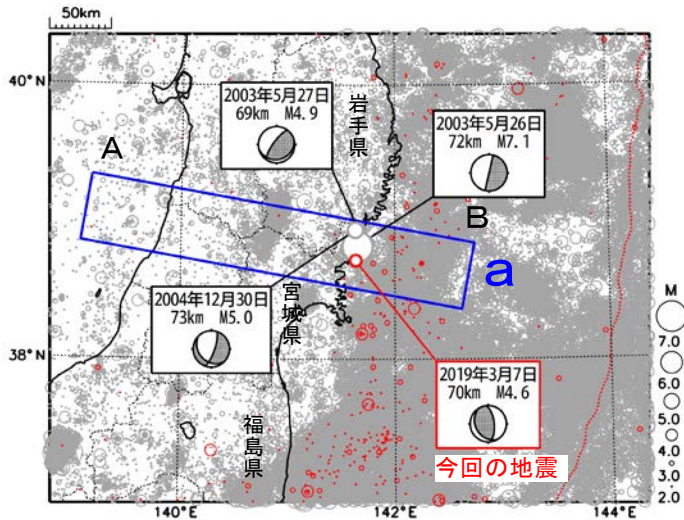 50km
40°N
38°N
140°E
142°E
144°E
2003年5月27日
69km M4.9
岩手県
2003年5月26日
72km M7.1
A
B
a
2004年12月30日
73km M5.0
宮城県
2019年3月7日
70km M4.6
今回の地震
福島県
M
7.0
6.0
5.0
4.0
3.0
2.0